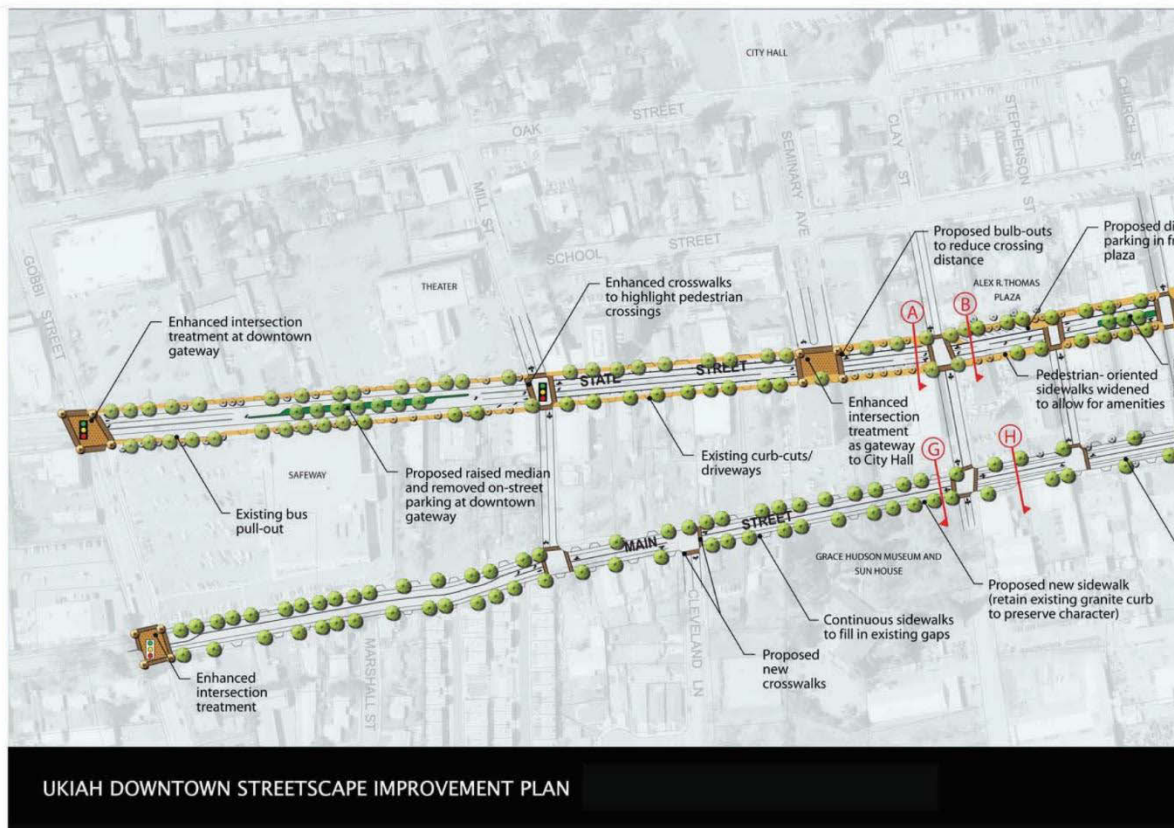 CITY HALL
OAK STREET
SEMINARY AVE
CLAY ST
STEPHENSON ST
CHURCH ST
MILL ST
SCHOOL STREET
GOBBI STREET
THEATER
Enhanced intersection
treatment at downtown
gateway
Enhanced crosswalks
to highlight pedestrian
crossings
Proposed bulb-outs
to reduce crossing
distance
Proposed di
parking in f
plaza
ALEX R. THOMAS
PLAZA
A
B
STATE STREET
Pedestrian- oriented
sidewalks widened
to allow for amenities
Enhanced
intersection
treatment
as gateway
to City Hall
Existing curb-cuts/
driveways
SAFEWAY
Proposed raised median
and removed on-street
parking at downtown
gateway
Existing bus
pull-out
G
H
MAIN STREET
GRACE HUDSON MUSEUM AND
SUN HOUSE
Proposed new sidewalk
(retain existing granite curb
to preserve character)
Continuous sidewalks
to fill in existing gaps
Proposed
new
crosswalks
CLEVELAND LN
MARSHALL ST
Enhanced
intersection
treatment
UKIAH DOWNTOWN STREETSCAPE IMPROVEMENT PLAN